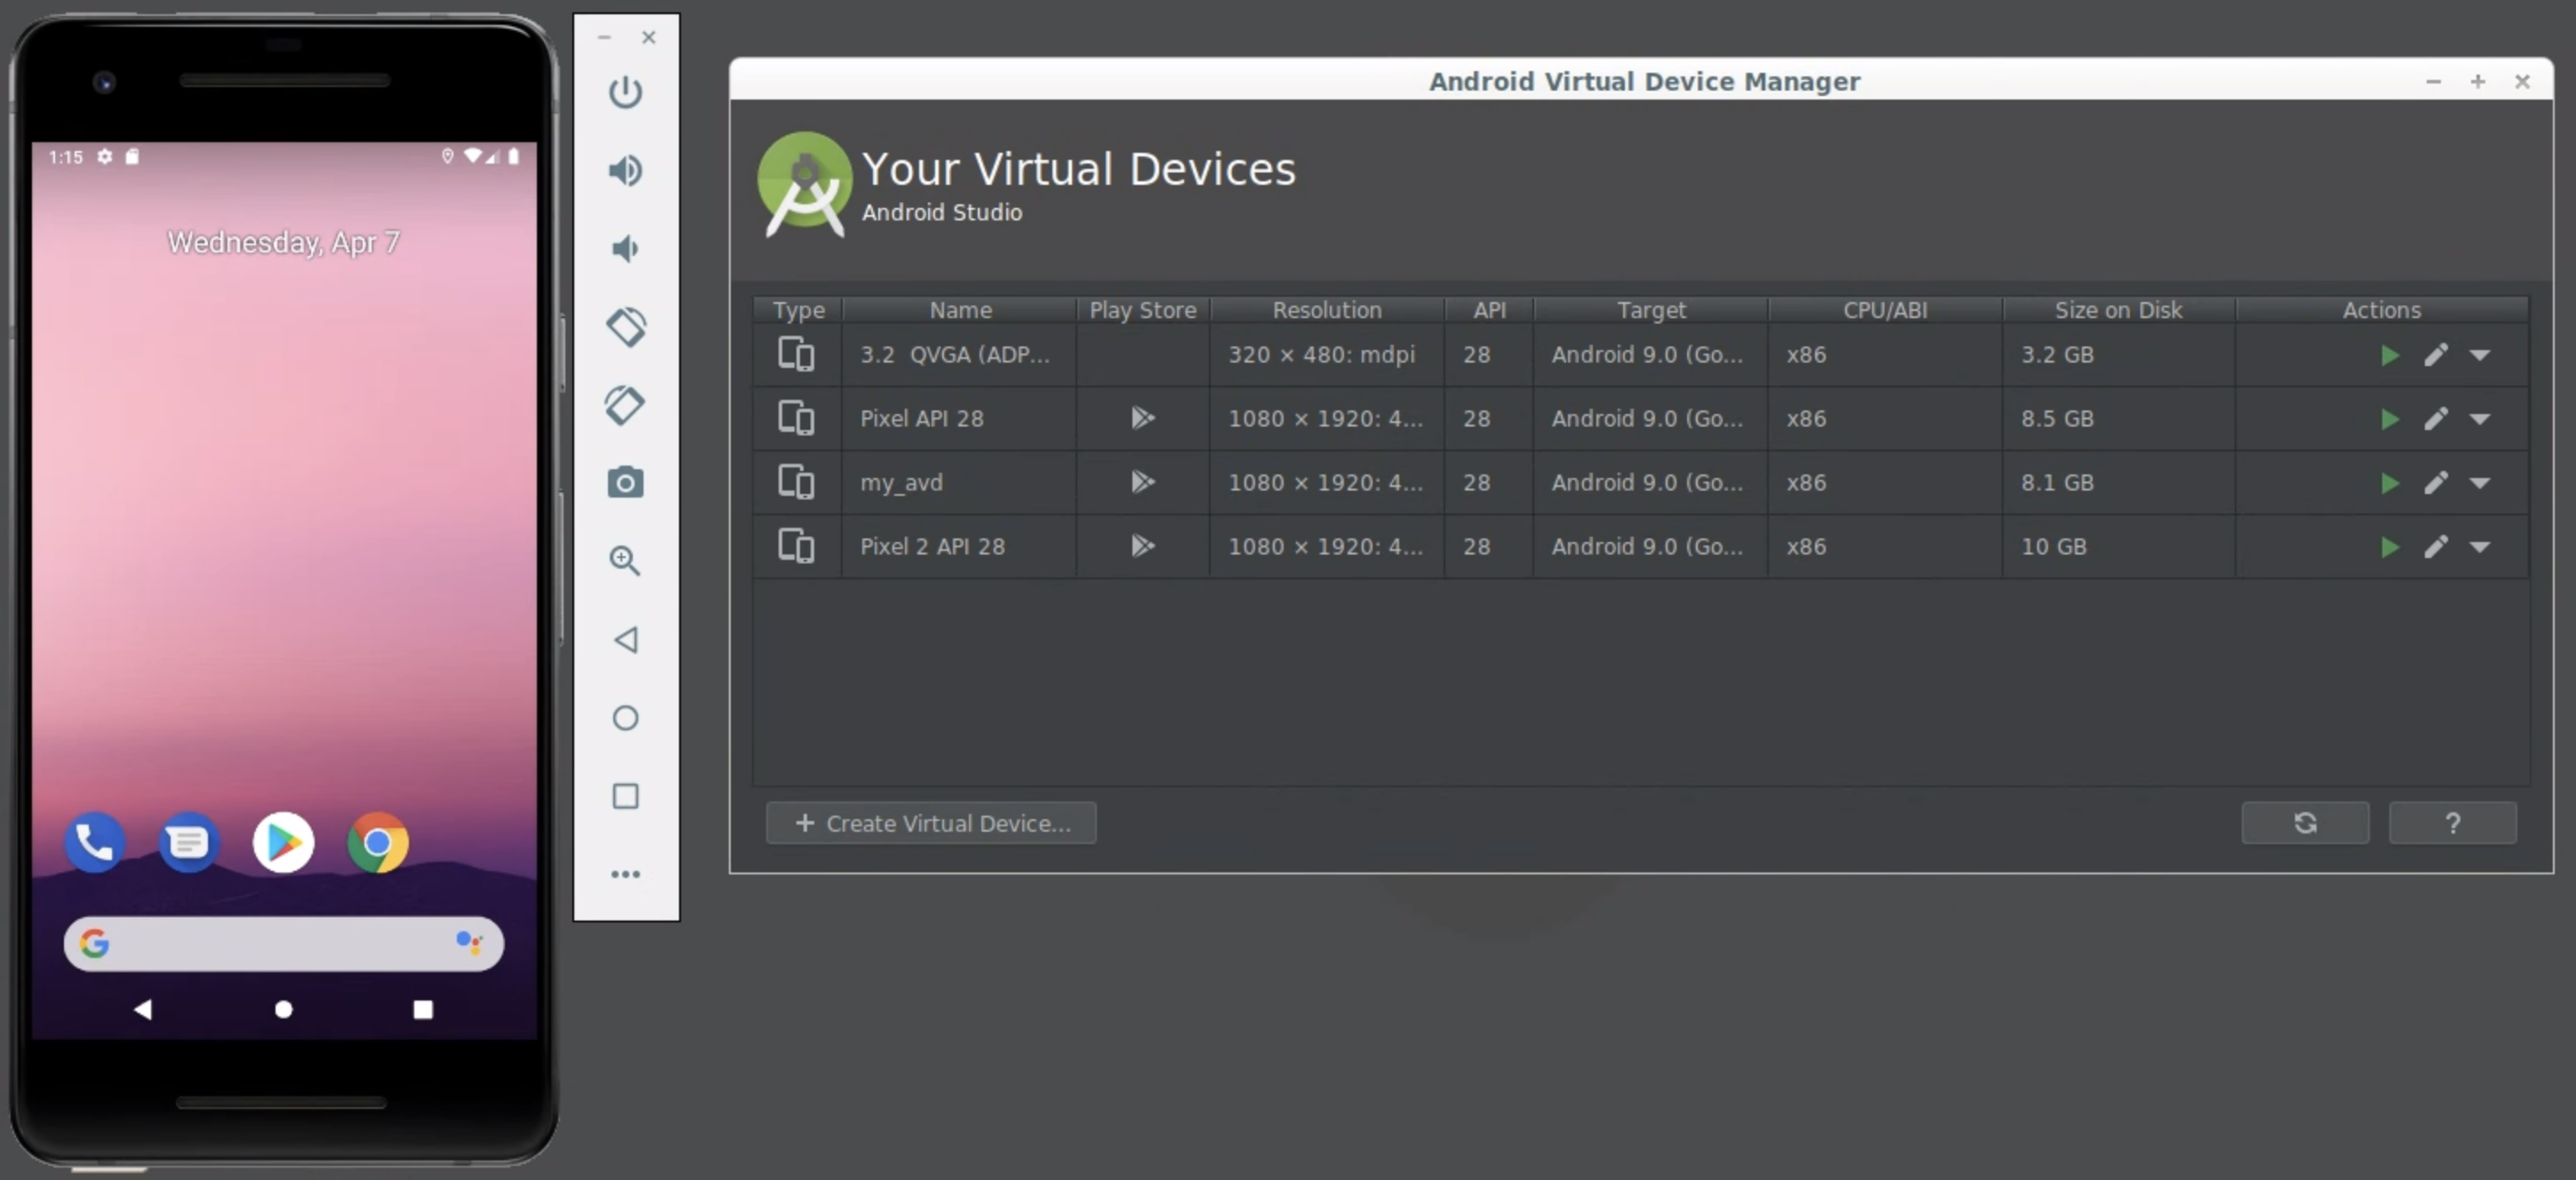 1:15
Wednesday, Apr 7
Android Virtual Device Manager
Your Virtual Devices
Android Studio
Type Name Play Store Resolution API Target CPU/ABI Size on Disk Actions
3.2 QVGA (ADP... 320 × 480: mdpi 28 Android 9.0 (Go... x86 3.2 GB
Pixel API 28 1080 × 1920: 4... 28 Android 9.0 (Go... x86 8.5 GB
my_avd 1080 × 1920: 4... 28 Android 9.0 (Go... x86 8.1 GB
Pixel 2 API 28 1080 × 1920: 4... 28 Android 9.0 (Go... x86 10 GB
+ Create Virtual Device...
?